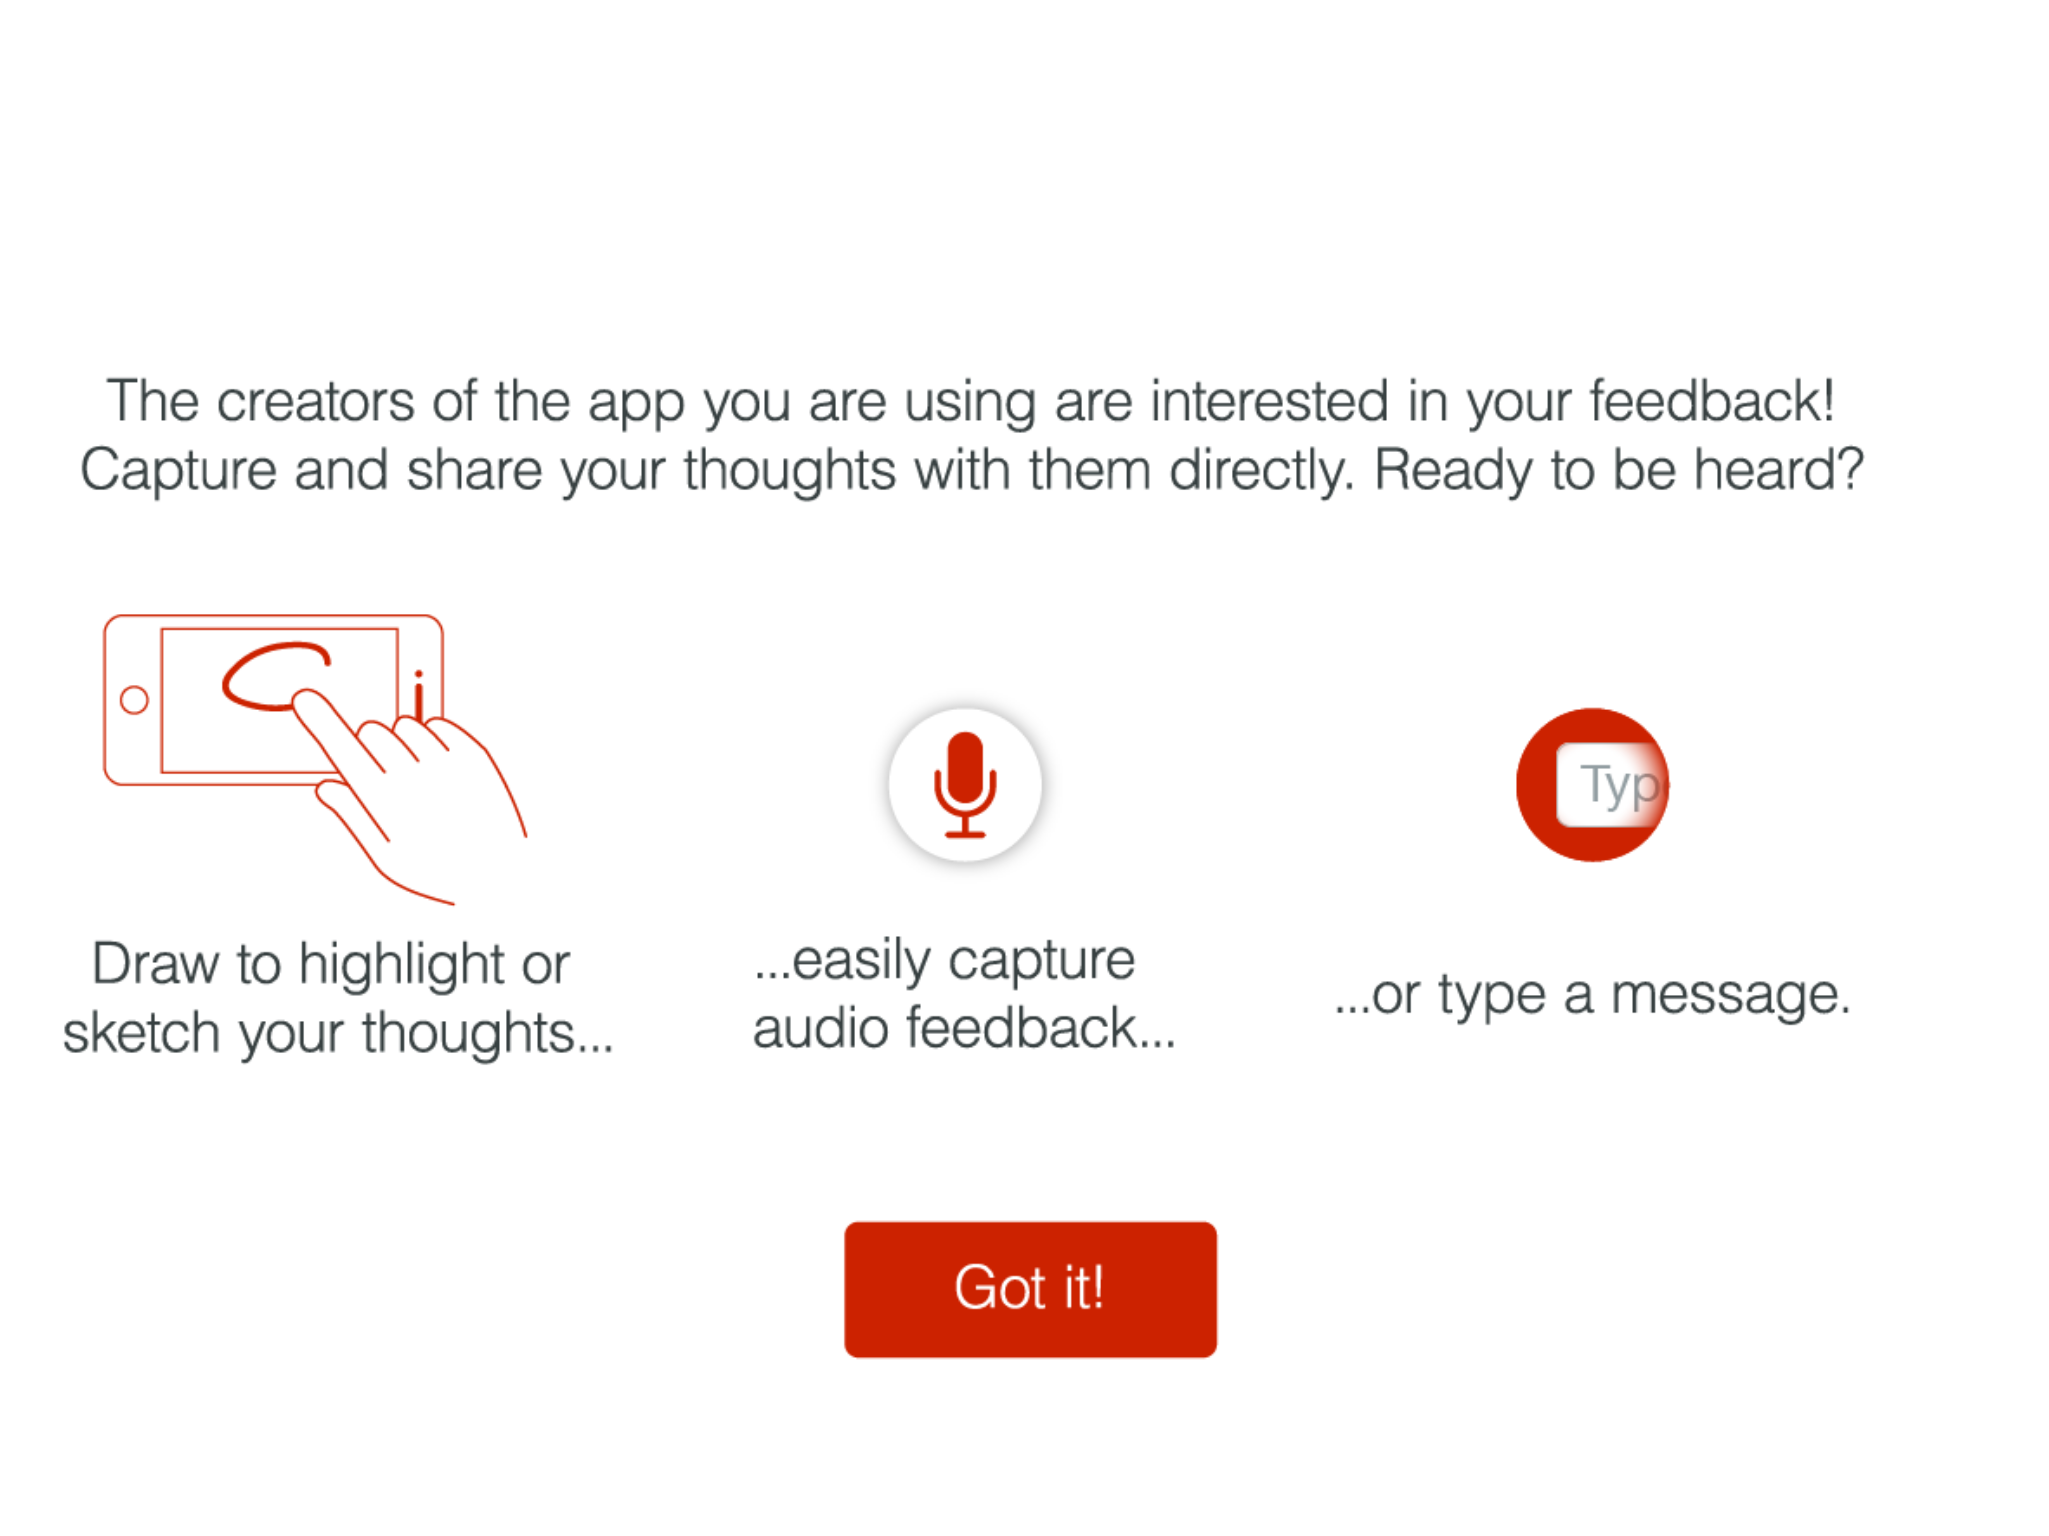 The creators of the app you are using are interested in your feedback!
Capture and share your thoughts with them directly. Ready to be heard?
i
Typ
Draw to highlight or
sketch your thoughts...
...easily capture
audio feedback...
...or type a message.
Got it!